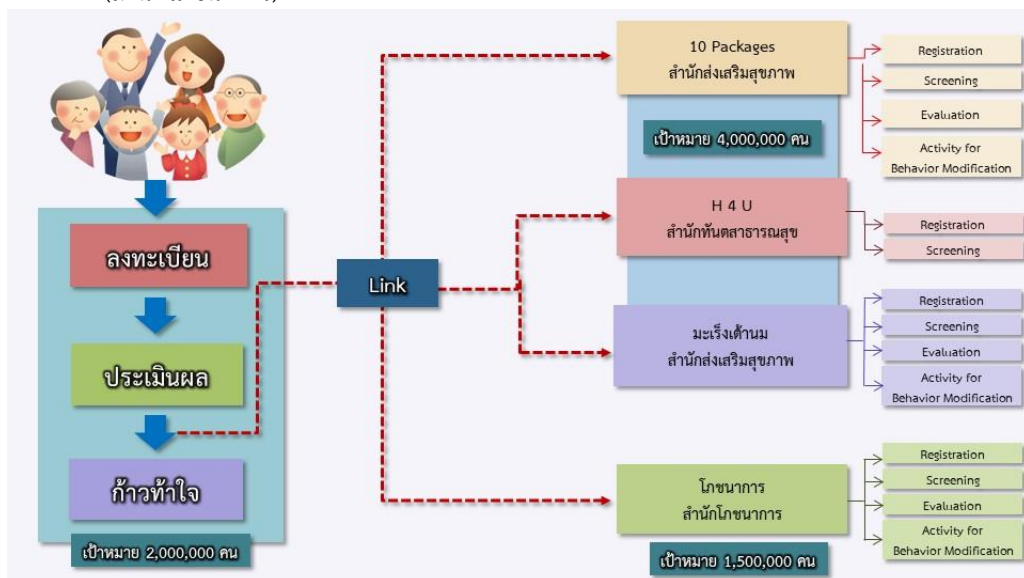 ลงทะเบียน
ประเมินผล
ก้าวท้าใจ
เป้าหมาย 2,000,000 คน
Link
10 Packages
สำนักส่งเสริมสุขภาพ
เป้าหมาย 4,000,000 คน
H 4 U
สำนักทันตสาธารณสุข
มะเร็งเต้านม
สำนักส่งเสริมสุขภาพ
โภชนาการ
สำนักโภชนาการ
เป้าหมาย 1,500,000 คน
Registration
Screening
Evaluation
Activity for
Behavior Modification
Registration
Screening
Registration
Screening
Evaluation
Activity for
Behavior Modification
Registration
Screening
Evaluation
Activity for
Behavior Modification